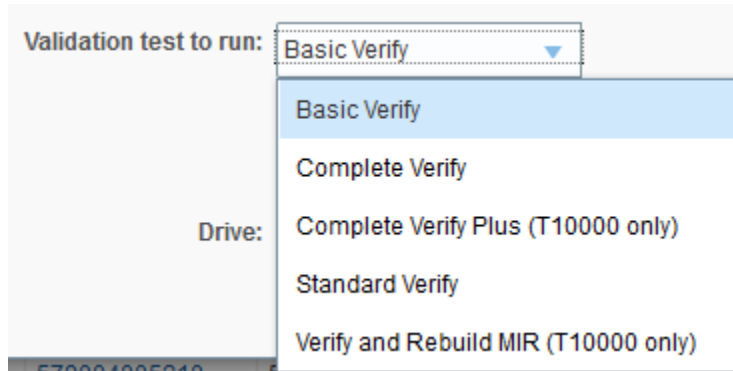 Validation test to run: Basic Verify
Basic Verify
Complete Verify
Complete Verify Plus (T10000 only)
Drive:
Standard Verify
Verify and Rebuild MIR (T10000 only)